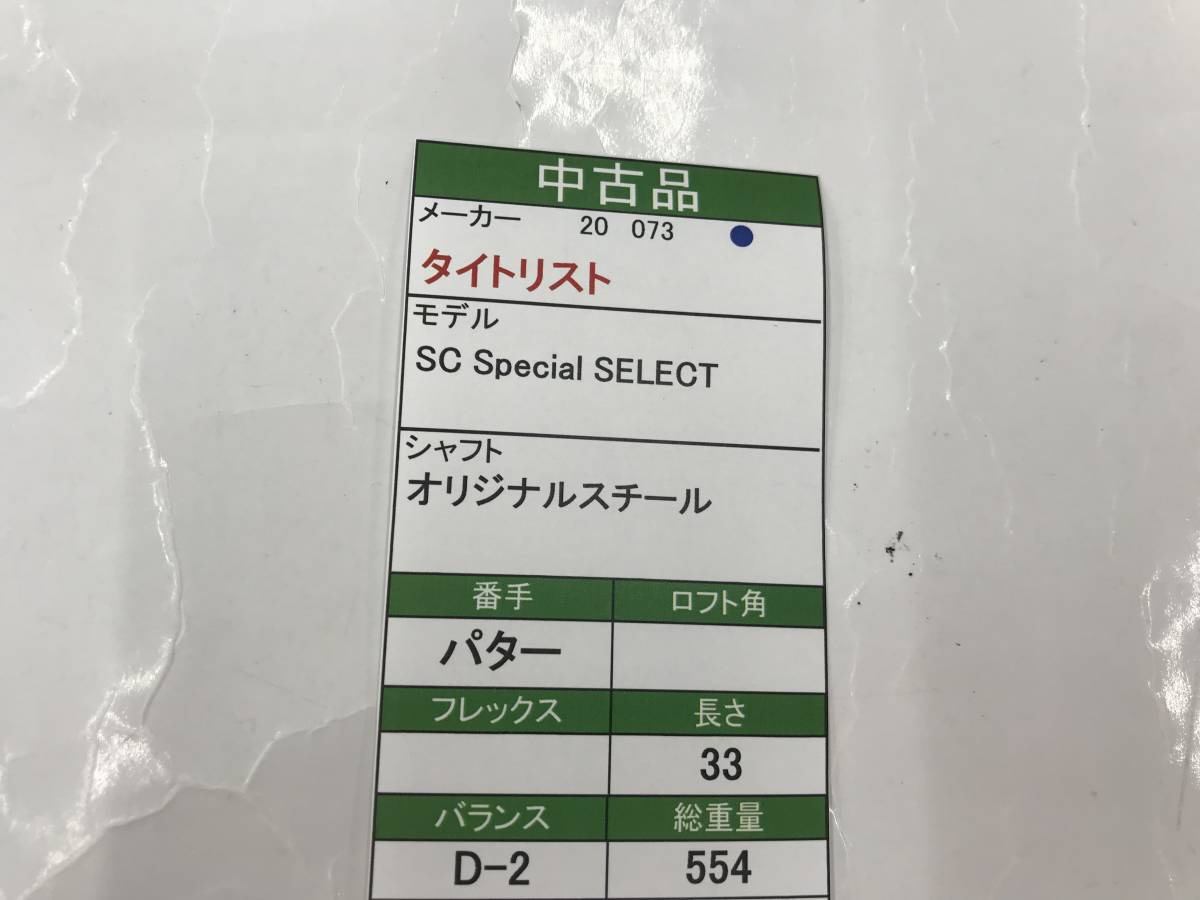 中古品
メーカー 20 073
タイトリスト
モデル
SC Special SELECT
シャフト
オリジナルスチール
番手 ロフト角
パター
フレックス 長さ
33
バランス 総重量
D-2 554